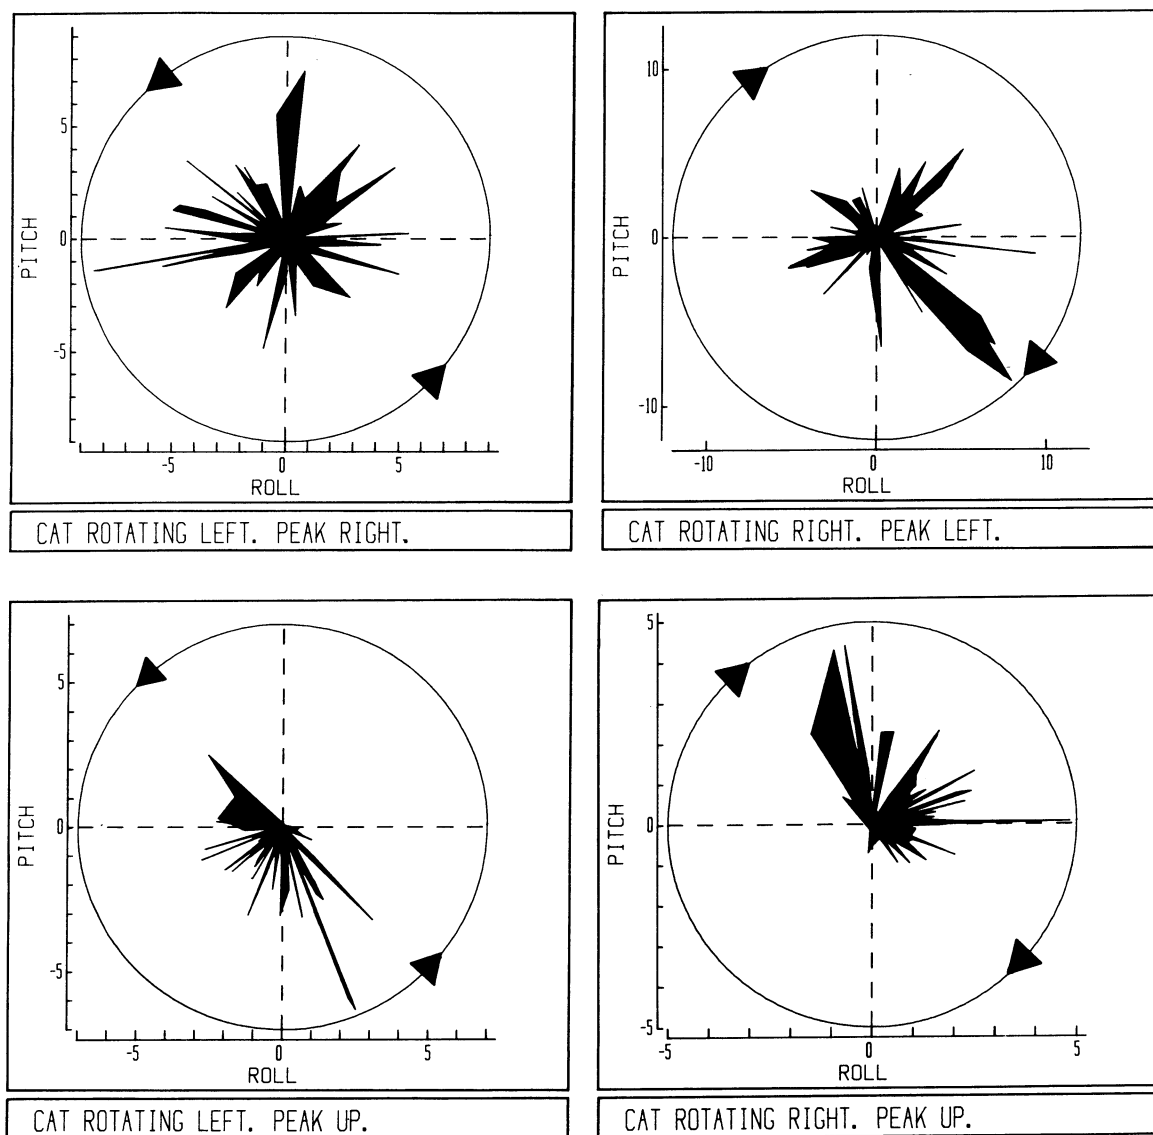 5
0
-5
PITCH
-5
0
5
ROLL
CAT ROTATING LEFT. PEAK RIGHT.
10
0
-10
PITCH
-10
0
10
ROLL
CAT ROTATING RIGHT. PEAK LEFT.
5
0
-5
PITCH
-5
0
5
ROLL
CAT ROTATING LEFT. PEAK UP.
5
0
-5
PITCH
-5
0
5
ROLL
CAT ROTATING RIGHT. PEAK UP.